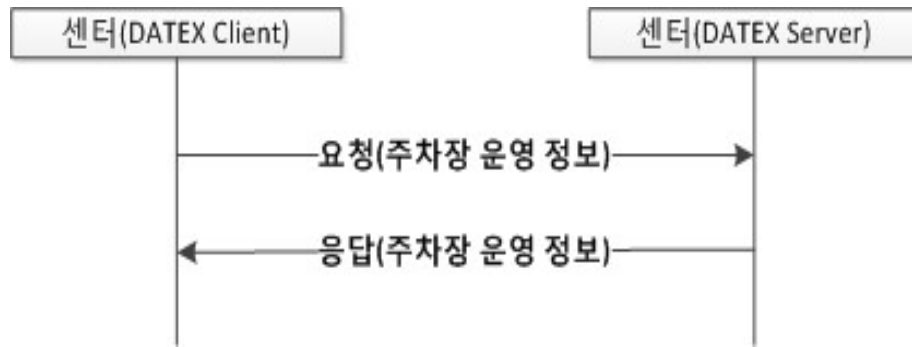 센터(DATEX Client)
센터(DATEX Server)
요청(주차장 운영 정보)
응답(주차장 운영 정보)